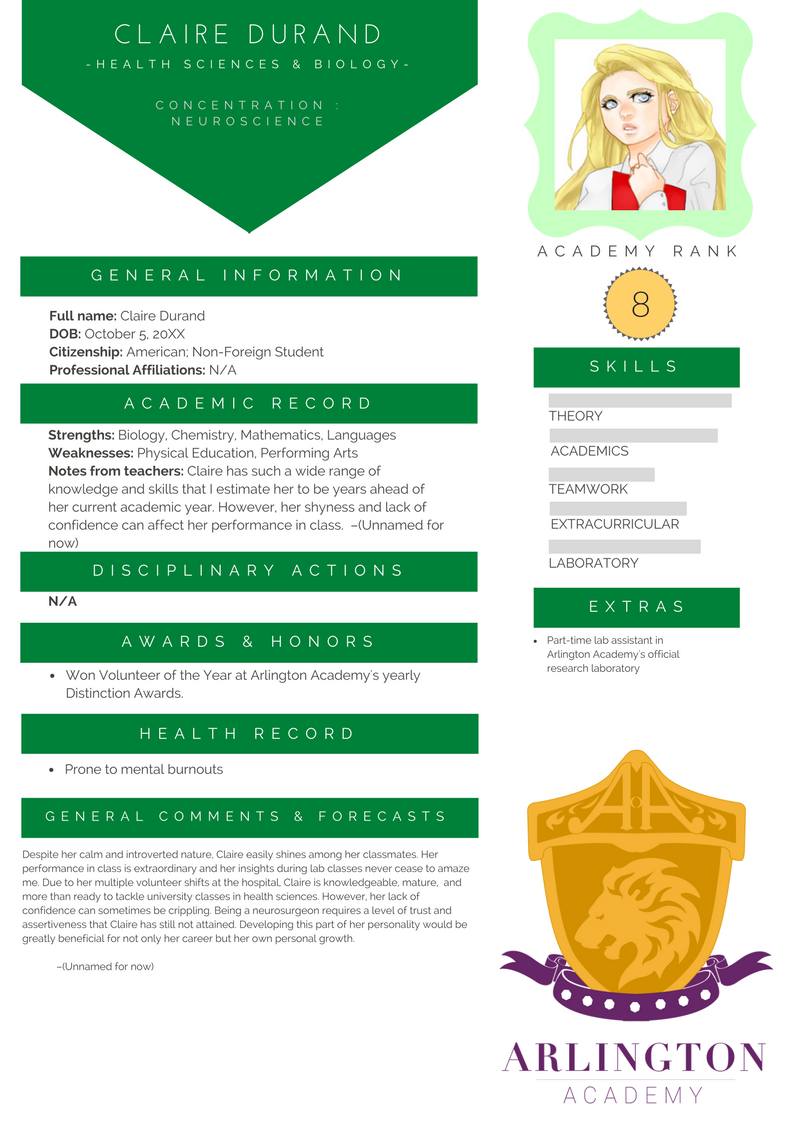 CLAIRE DURAND
-HEALTH SCIENCES & BIOLOGY-
CONCENTRATION :
NEUROSCIENCE
GENERAL INFORMATION
Full name: Claire Durand
DOB: October 5, 20XX
Citizenship: American; Non-Foreign Student
Professional Affiliations: N/A
ACADEMIC RECORD
Strengths: Biology, Chemistry, Mathematics, Languages
Weaknesses: Physical Education, Performing Arts
Notes from teachers: Claire has such a wide range of
knowledge and skills that I estimate her to be years ahead of
her current academic year. However, her shyness and lack of
confidence can affect her performance in class.  –(Unnamed for
now)
DISCIPLINARY ACTIONS
N/A
AWARDS & HONORS
• Won Volunteer of the Year at Arlington Academy's yearly
Distinction Awards.
HEALTH RECORD
• Prone to mental burnouts
GENERAL COMMENTS & FORECASTS
Despite her calm and introverted nature, Claire easily shines among her classmates. Her
performance in class is extraordinary and her insights during lab classes never cease to amaze
me. Due to her multiple volunteer shifts at the hospital, Claire is knowledgeable, mature,  and
more than ready to tackle university classes in health sciences. However, her lack of
confidence can sometimes be crippling. Being a neurosurgeon requires a level of trust and
assertiveness that Claire has still not attained. Developing this part of her personality would be
greatly beneficial for not only her career but her own personal growth.
–(Unnamed for now)
ACADEMY RANK
8
SKILLS
THEORY
ACADEMICS
TEAMWORK
EXTRACURRICULAR
LABORATORY
EXTRAS
• Part-time lab assistant in
Arlington Academy's official
research laboratory
AOA
ARLINGTON
ACADEMY